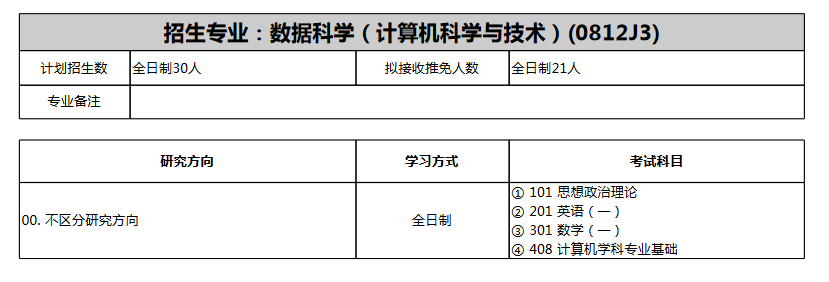 招生专业：数据科学（计算机科学与技术）(0812J3)
计划招生数 全日制30人 拟接收推免人数 全日制21人
专业备注
研究方向 学习方式 考试科目
00. 不区分研究方向 全日制
① 101 思想政治理论
② 201 英语（一）
③ 301 数学（一）
④ 408 计算机学科专业基础